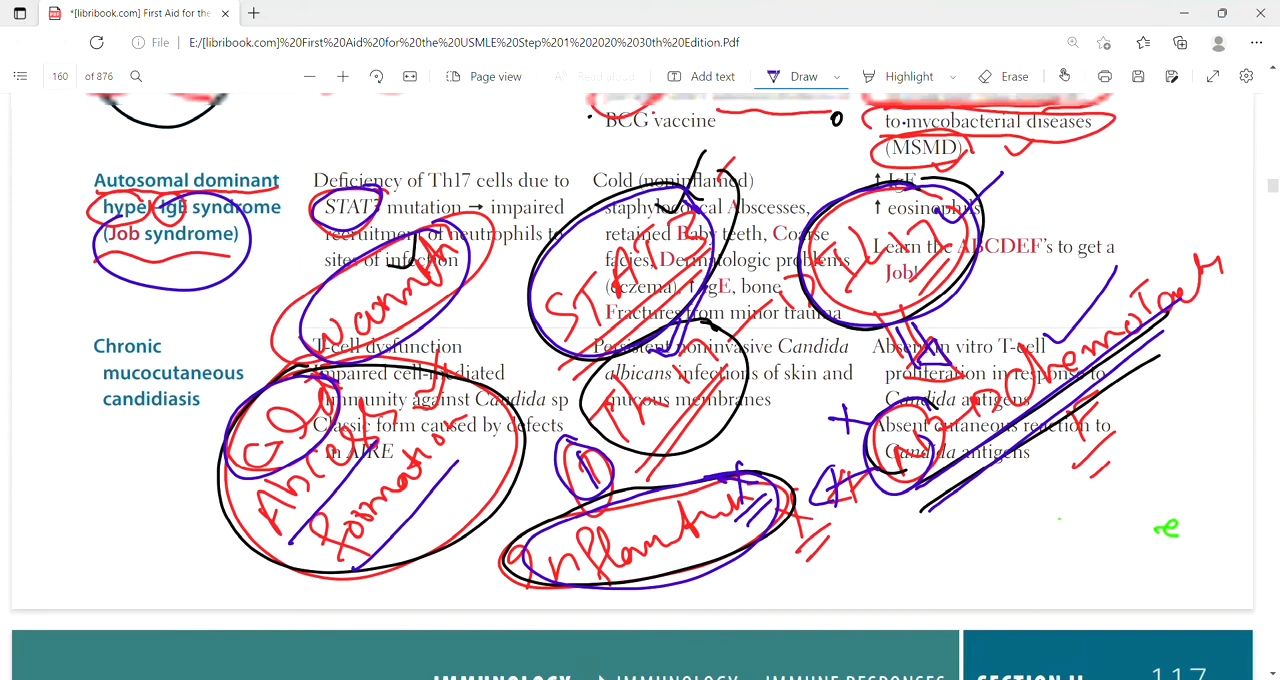 *[libribook.com] First Aid for the
File
E:/[libribook.com]%20First%20Aid%20for%20the%20USMLE%20Step%201%202020%2030th%20Edition.Pdf
160 of 876
Page view
Read aloud
Add text
Draw
Highlight
Erase
BCG vaccine
to mycobacterial diseases
(MSMD)
Autosomal dominant
hyper-IgE syndrome
(Job syndrome)
Deficiency of Th17 cells due to
STAT3 mutation → impaired
recruitment of neutrophils to
sites of infection
Cold (noninflamed)
staphylococcal Abscesses,
retained Baby teeth, Coarse
facies, Dermatologic problems
(eczema), ↑ IgE, bone
Fractures from minor trauma
↑ IgE
↑ eosinophils
Learn the ABCDEF's to get a
Job!
Chronic
mucocutaneous
candidiasis
T-cell dysfunction
Impaired cell-mediated
immunity against Candida sp
Classic form caused by defects
in AIRE
Persistent noninvasive Candida
albicans infections of skin and
mucous membranes
Absent in vitro T-cell
proliferation in response to
Candida antigens
Absent cutaneous reaction to
Candida antigens
warmth
STAT3
IL17
TH17
Cold
Abscess
formation
IMMUNOLOGY
IMMUNOLOGY—IMMUNE RESPONSES
SECTION II
117